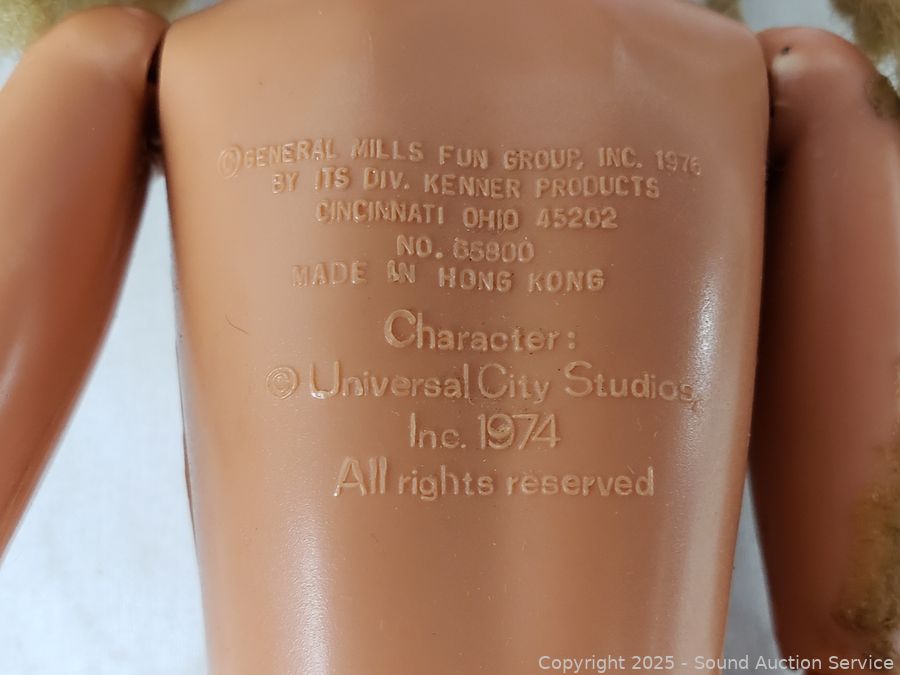 ©GENERAL MILLS FUN GROUP, INC. 1976
BY ITS DIV. KENNER PRODUCTS
CINCINNATI OHIO 45202
NO. 65800
MADE IN HONG KONG
Character:
© Universal City Studios,
Inc. 1974
All rights reserved
Copyright 2025 - Sound Auction Service